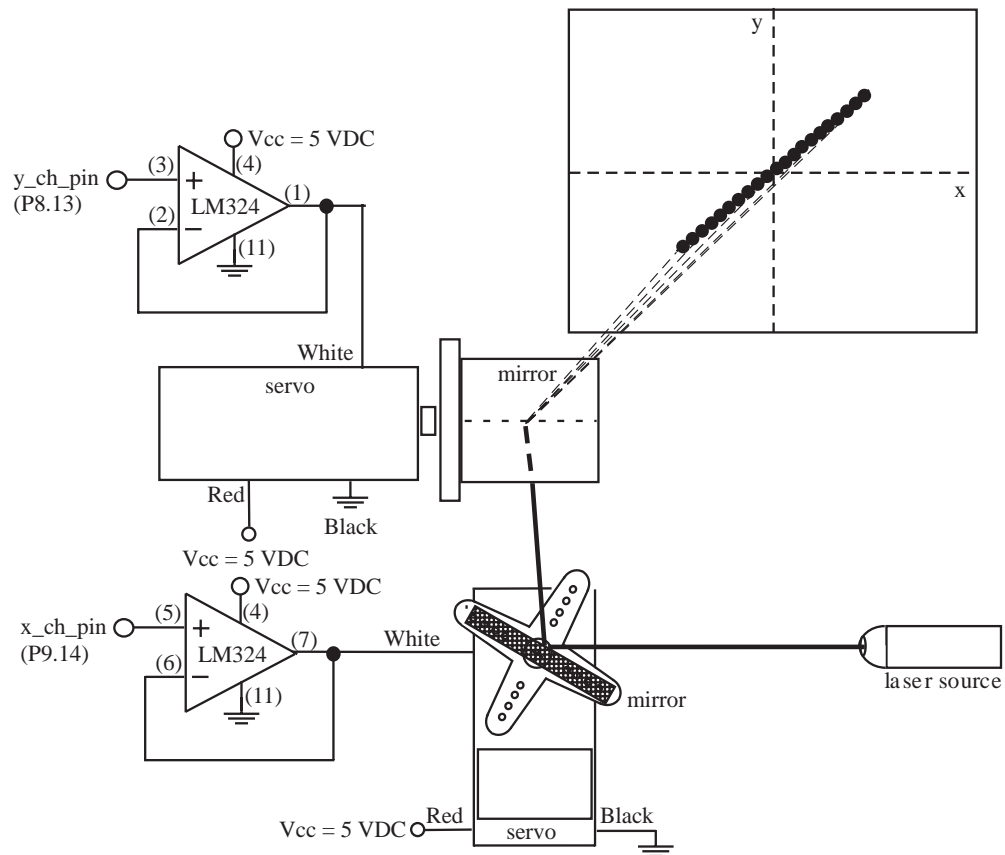 y
x
Vcc = 5 VDC
(4)
(3)
y_ch_pin
(P8.13)
+
LM324
(1)
(2)
−
(11)
White
servo
mirror
Red
Black
Vcc = 5 VDC
Vcc = 5 VDC
(4)
(5)
x_ch_pin
(P9.14)
+
LM324
(7)
White
(6)
−
(11)
laser source
mirror
Red
Black
Vcc = 5 VDC
servo